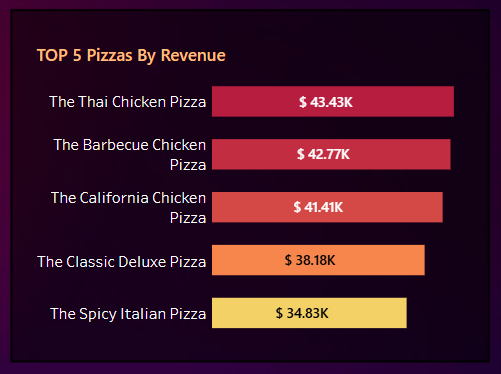 TOP 5 Pizzas By Revenue
The Thai Chicken Pizza
$ 43.43K
The Barbecue Chicken
Pizza
$ 42.77K
The California Chicken
Pizza
$ 41.41K
The Classic Deluxe Pizza
$ 38.18K
The Spicy Italian Pizza
$ 34.83K